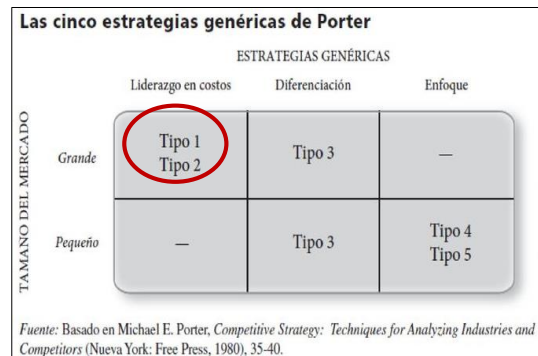 Las cinco estrategias genéricas de Porter
ESTRATEGIAS GENÉRICAS
Liderazgo en costos Diferenciación Enfoque
TAMANO DEL MERCADO
Grande
Tipo 1
Tipo 2
Tipo 3
—
Pequeño
—
Tipo 3
Tipo 4
Tipo 5
Fuente: Basado en Michael E. Porter, Competitive Strategy: Techniques for Analyzing Industries and
Competitors (Nueva York: Free Press, 1980), 35-40.